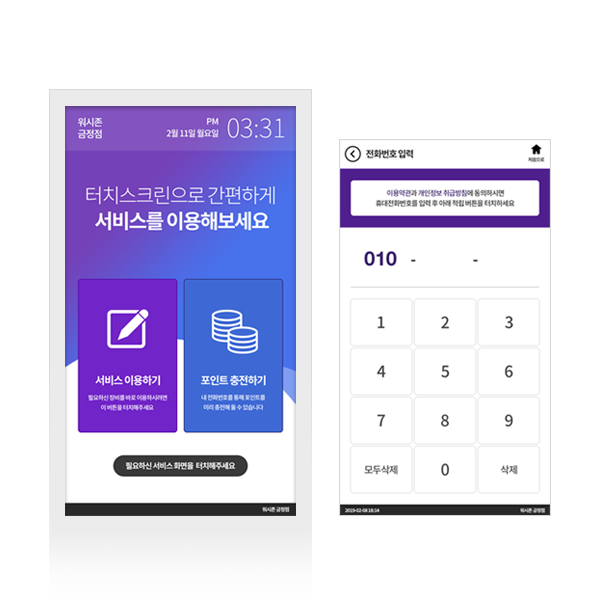 워시존
금정점
PM
2월 11일 월요일
03:31
터치스크린으로 간편하게
서비스를 이용해보세요
서비스 이용하기
필요하신 장비를 바로 이용하시려면
이 버튼을 터치해주세요
포인트 충전하기
내 전화번호를 통해 포인트를
미리 충전해 둘 수 있습니다
필요하신 서비스 화면을 터치해주세요
워시존 금정점
전화번호 입력
처음으로
이용약관과 개인정보 취급방침에 동의하시면
휴대전화번호를 입력 후 아래 적립 버튼을 터치하세요
010 - -
1 2 3
4 5 6
7 8 9
모두삭제 0 삭제
2019-02-08 16:14
워시존 금정점